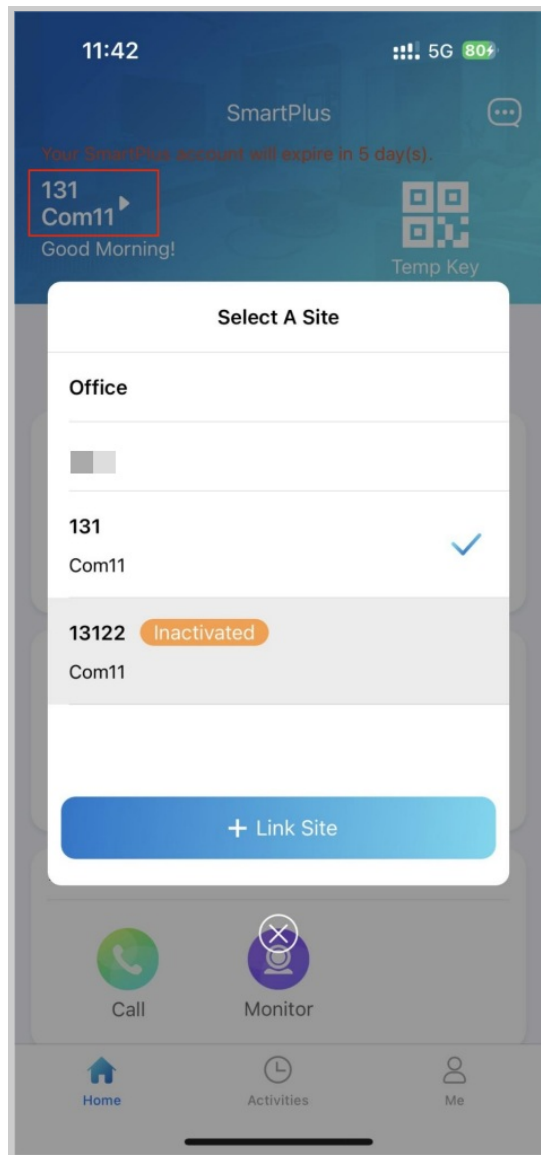 11:42
5G 80
SmartPlus
Your SmartPlus account will expire in 5 day(s).
131
Com11
Good Morning!
Temp Key
Select A Site
Office
131
Com11
13122 Inactivated
Com11
+ Link Site
Call
Monitor
Home
Activities
Me